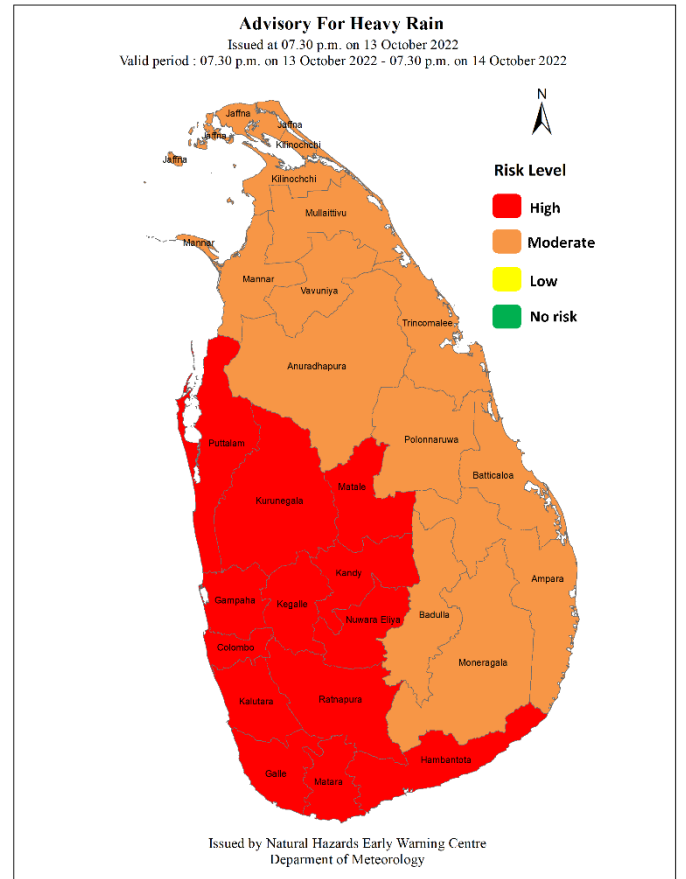 Advisory For Heavy Rain
Issued at 07.30 p.m. on 13 October 2022
Valid period : 07.30 p.m. on 13 October 2022 - 07.30 p.m. on 14 October 2022
N
Jaffna
Jaffna
Jaffna
Kilinochchi
Jaffna
Kilinochchi
Mullaittivu
Mannar
Mannar
Vavuniya
Trincomalee
Anuradhapura
Polonnaruwa
Puttalam
Batticaloa
Matale
Kurunegala
Kandy
Ampara
Gampaha
Kegalle
Badulla
Nuwara Eliya
Colombo
Moneragala
Kalutara
Ratnapura
Hambantota
Galle
Matara
Risk Level
High
Moderate
Low
No risk
Issued by Natural Hazards Early Warning Centre
Deparment of Meteorology